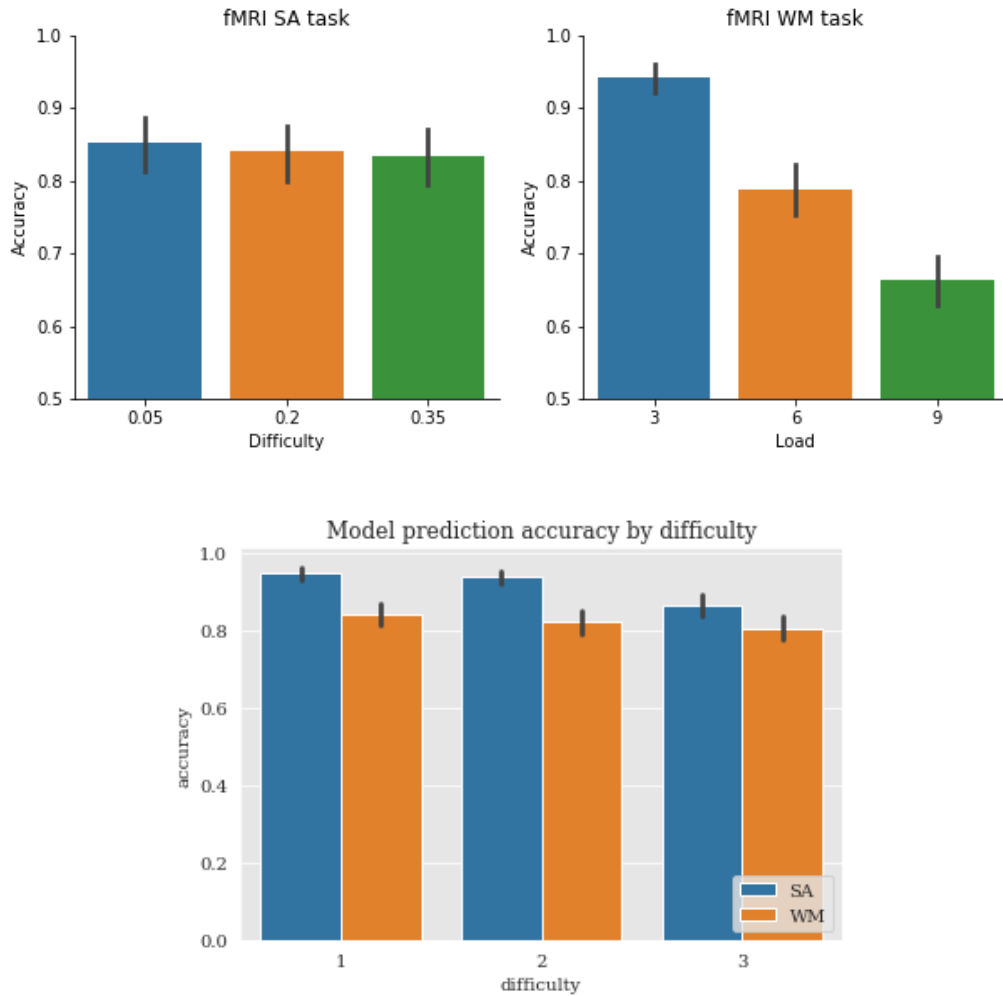 fMRI SA task
1.0
0.9
0.8
0.7
0.6
0.5
Accuracy
0.05 0.2 0.35
Difficulty
fMRI WM task
1.0
0.9
0.8
0.7
0.6
0.5
Accuracy
3 6 9
Load
Model prediction accuracy by difficulty
1.0
0.8
0.6
0.4
0.2
0.0
accuracy
SA
WM
1 2 3
difficulty